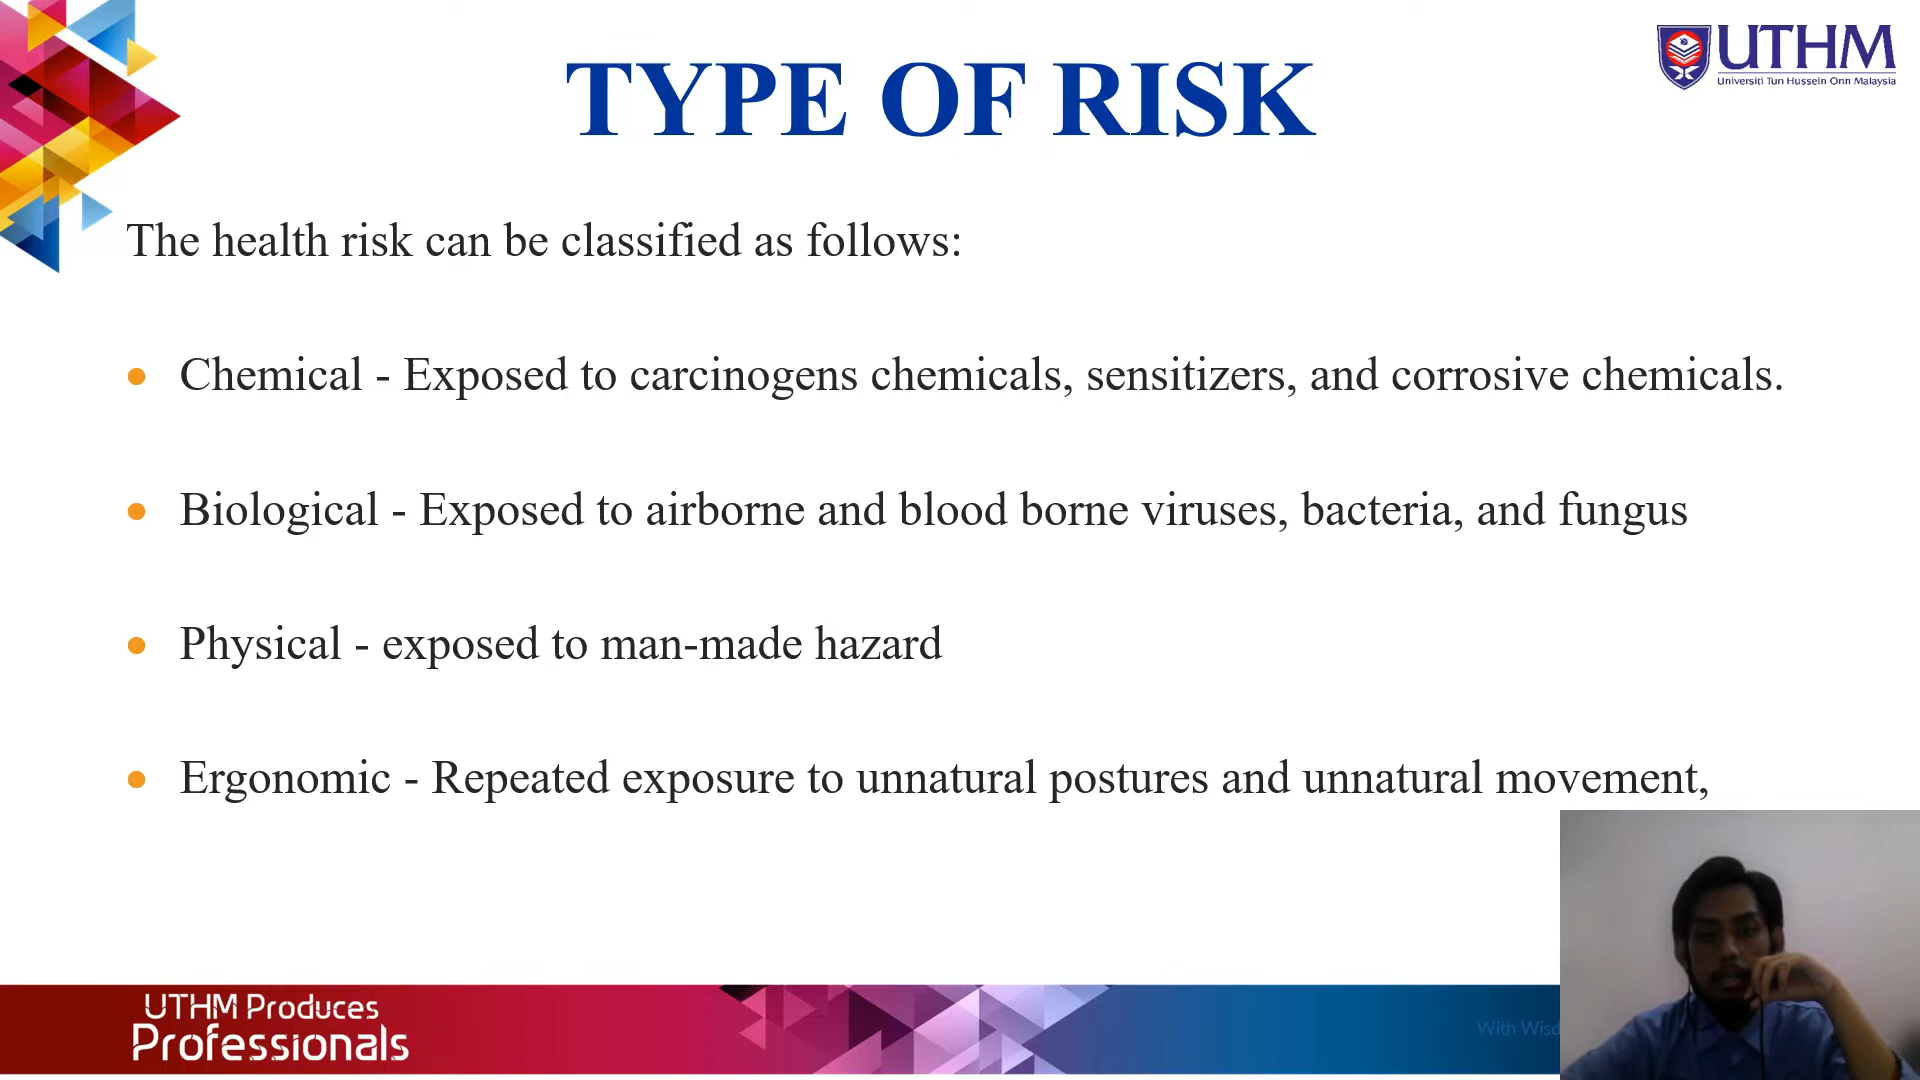 UTHM
Universiti Tun Hussein Onn Malaysia
TYPE OF RISK
The health risk can be classified as follows:
Chemical - Exposed to carcinogens chemicals, sensitizers, and corrosive chemicals.
Biological - Exposed to airborne and blood borne viruses, bacteria, and fungus
Physical - exposed to man-made hazard
Ergonomic - Repeated exposure to unnatural postures and unnatural movement,
UTHM Produces
Professionals
With